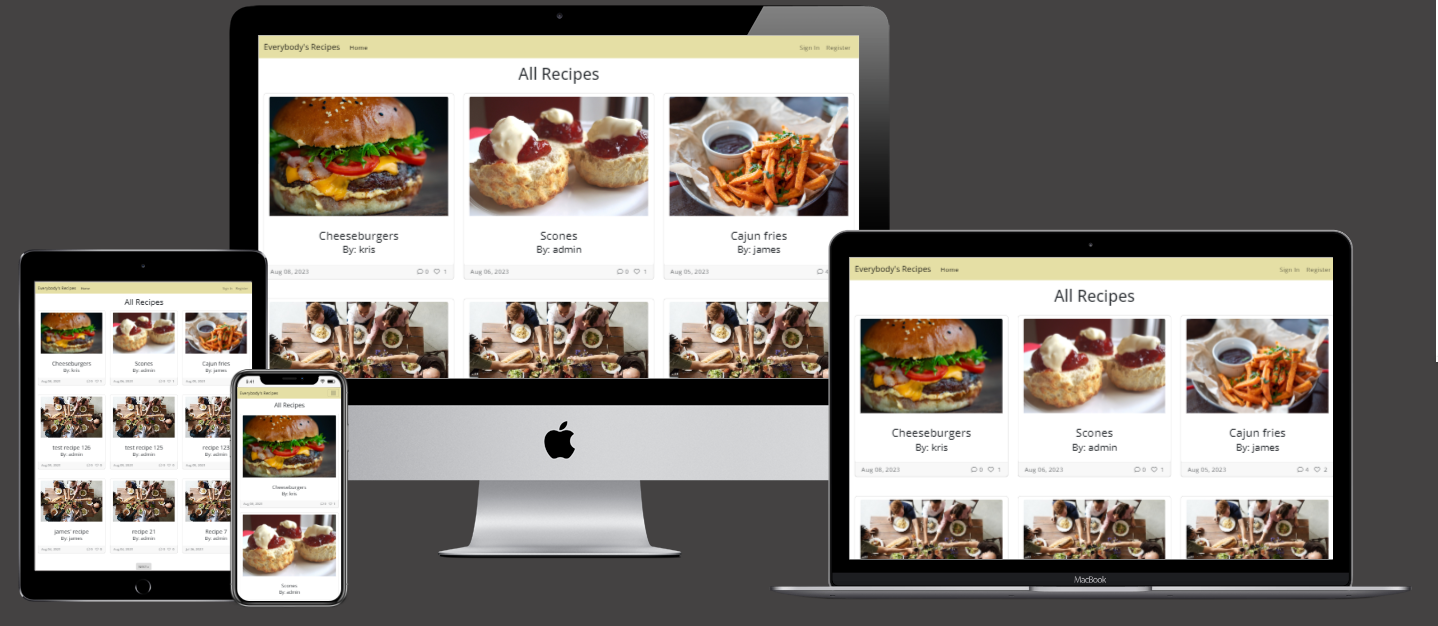 Everybody's Recipes Home Sign In Register
All Recipes
Cheeseburgers Scones Cajun fries
By: kris By: admin By: james
Aug 08, 2023 0 1 Aug 06, 2023 0 1 Aug 05, 2023 4
Everybody's Recipes Home Sign In Register
All Recipes
Cheeseburgers Scones Cajun fries
By: kris By: admin By: james
Aug 08, 2023 0 1 Aug 06, 2023 0 1 Aug 05, 2023 4 2
MacBook
Everybody's Recipes Home Sign In Register
All Recipes
Cheeseburgers Scones Cajun fries
By: kris By: admin By: james
test recipe 126 test recipe 125 recipe 123
By: admin By: admin By: admin
james' recipe recipe 21 Recipe 7
By: james By: admin By: admin
9:41
Everybody's Recipes
All Recipes
Cheeseburgers
By: kris
Scones
By: admin